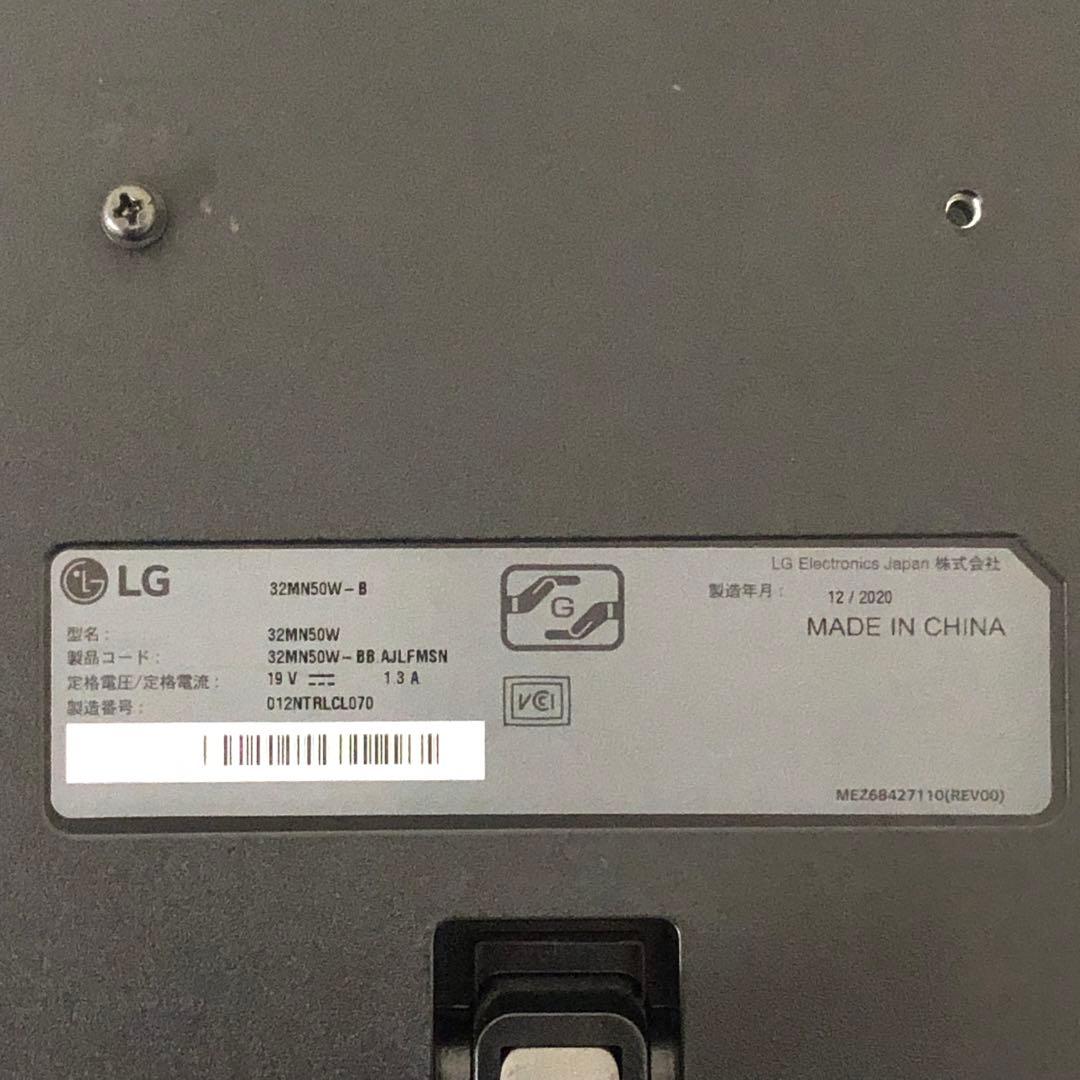 LG
32MN50W-B
型名: 32MN50W
製品コード: 32MN50W-BB.AJLFMSN
定格電圧/定格電流: 19 V ⎓ 1.3 A
製造番号: 012NTRLCL070
G
VCI
LG Electronics Japan 株式会社
製造年月: 12 / 2020
MADE IN CHINA
MEZ68427110(REV00)